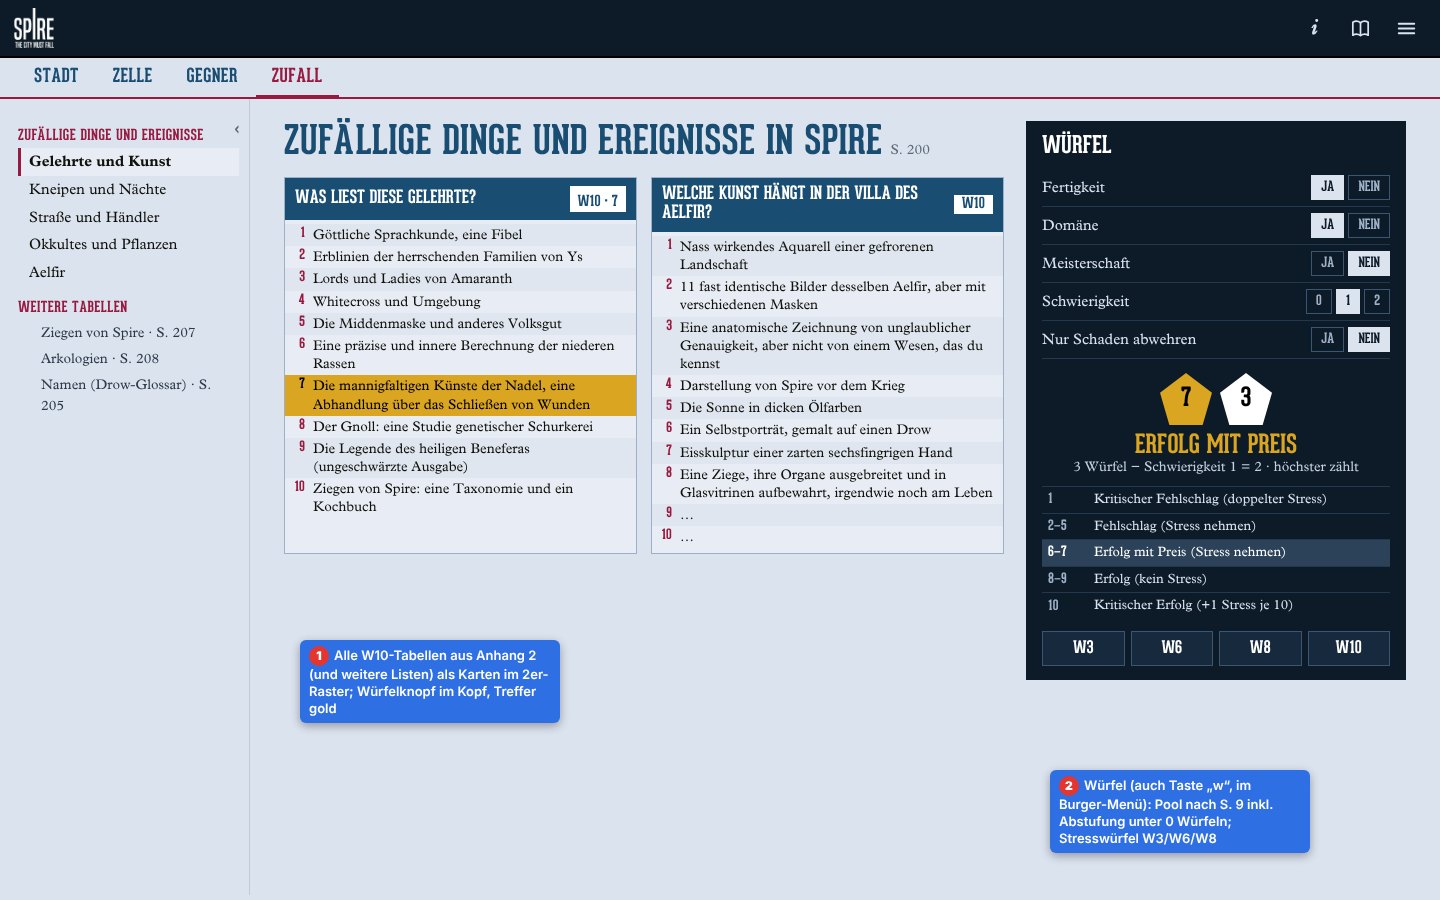 SPIRE
THE CITY MUST FALL
i
STADT ZELLE GEGNER ZUFALL
ZUFÄLLIGE DINGE UND EREIGNISSE
Gelehrte und Kunst
Kneipen und Nächte
Straße und Händler
Okkultes und Pflanzen
Aelfir
WEITERE TABELLEN
Ziegen von Spire · S. 207
Arkologien · S. 208
Namen (Drow-Glossar) · S.
205
ZUFÄLLIGE DINGE UND EREIGNISSE IN SPIRE S. 200
WAS LIEST DIESE GELEHRTE? W10 · 7
1 Göttliche Sprachkunde, eine Fibel
2 Erblinien der herrschenden Familien von Ys
3 Lords und Ladies von Amaranth
4 Whitecross und Umgebung
5 Die Middenmaske und anderes Volksgut
6 Eine präzise und innere Berechnung der niederen
Rassen
7 Die mannigfaltigen Künste der Nadel, eine
Abhandlung über das Schließen von Wunden
8 Der Gnoll: eine Studie genetischer Schurkerei
9 Die Legende des heiligen Beneferas
(ungeschwärzte Ausgabe)
10 Ziegen von Spire: eine Taxonomie und ein
Kochbuch
WELCHE KUNST HÄNGT IN DER VILLA DES
AELFIR? W10
1 Nass wirkendes Aquarell einer gefrorenen
Landschaft
2 11 fast identische Bilder desselben Aelfir, aber mit
verschiedenen Masken
3 Eine anatomische Zeichnung von unglaublicher
Genauigkeit, aber nicht von einem Wesen, das du
kennst
4 Darstellung von Spire vor dem Krieg
5 Die Sonne in dicken Ölfarben
6 Ein Selbstporträt, gemalt auf einen Drow
7 Eisskulptur einer zarten sechsfingrigen Hand
8 Eine Ziege, ihre Organe ausgebreitet und in
Glasvitrinen aufbewahrt, irgendwie noch am Leben
9 …
10 …
WÜRFEL
Fertigkeit JA NEIN
Domäne JA NEIN
Meisterschaft JA NEIN
Schwierigkeit 0 1 2
Nur Schaden abwehren JA NEIN
7 3
ERFOLG MIT PREIS
3 Würfel − Schwierigkeit 1 = 2 · höchster zählt
1 Kritischer Fehlschlag (doppelter Stress)
2–5 Fehlschlag (Stress nehmen)
6–7 Erfolg mit Preis (Stress nehmen)
8–9 Erfolg (kein Stress)
10 Kritischer Erfolg (+1 Stress je 10)
W3 W6 W8 W10
1 Alle W10-Tabellen aus Anhang 2
(und weitere Listen) als Karten im 2er-
Raster; Würfelknopf im Kopf, Treffer
gold
2 Würfel (auch Taste „w“, im
Burger-Menü): Pool nach S. 9 inkl.
Abstufung unter 0 Würfeln;
Stresswürfel W3/W6/W8